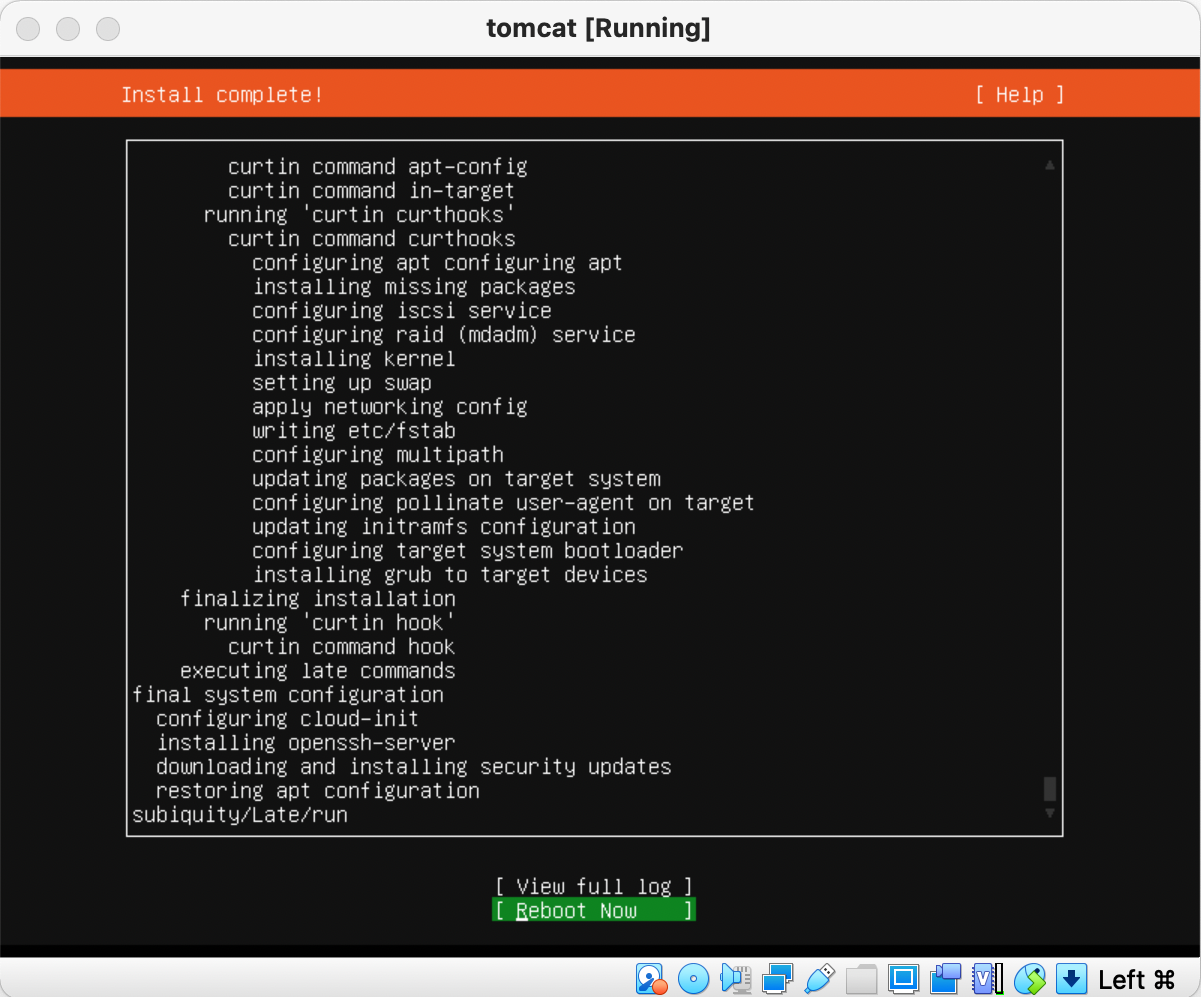 tomcat [Running]
Install complete! [ Help ]
curtin command apt-config
curtin command in-target
running 'curtin curthooks'
curtin command curthooks
configuring apt configuring apt
installing missing packages
configuring iscsi service
configuring raid (mdadm) service
installing kernel
setting up swap
apply networking config
writing etc/fstab
configuring multipath
updating packages on target system
configuring pollinate user-agent on target
updating initramfs configuration
configuring target system bootloader
installing grub to target devices
finalizing installation
running 'curtin hook'
curtin command hook
executing late commands
final system configuration
configuring cloud-init
installing openssh-server
downloading and installing security updates
restoring apt configuration
subiquity/Late/run
[ View full log ]
[ Reboot Now ]
Left ⌘